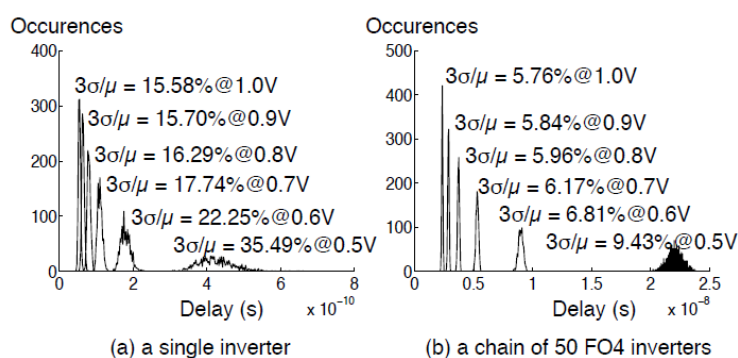 Occurences
400
300
200
100
0
3σ/μ = 15.58%@1.0V
3σ/μ = 15.70%@0.9V
3σ/μ = 16.29%@0.8V
3σ/μ = 17.74%@0.7V
3σ/μ = 22.25%@0.6V
3σ/μ = 35.49%@0.5V
0 2 4 6 8
Delay (s) x 10⁻¹⁰
(a) a single inverter
Occurences
500
400
300
200
100
0
3σ/μ = 5.76%@1.0V
3σ/μ = 5.84%@0.9V
3σ/μ = 5.96%@0.8V
3σ/μ = 6.17%@0.7V
3σ/μ = 6.81%@0.6V
3σ/μ = 9.43%@0.5V
0 0.5 1 1.5 2 2.5
Delay (s) x 10⁻⁸
(b) a chain of 50 FO4 inverters